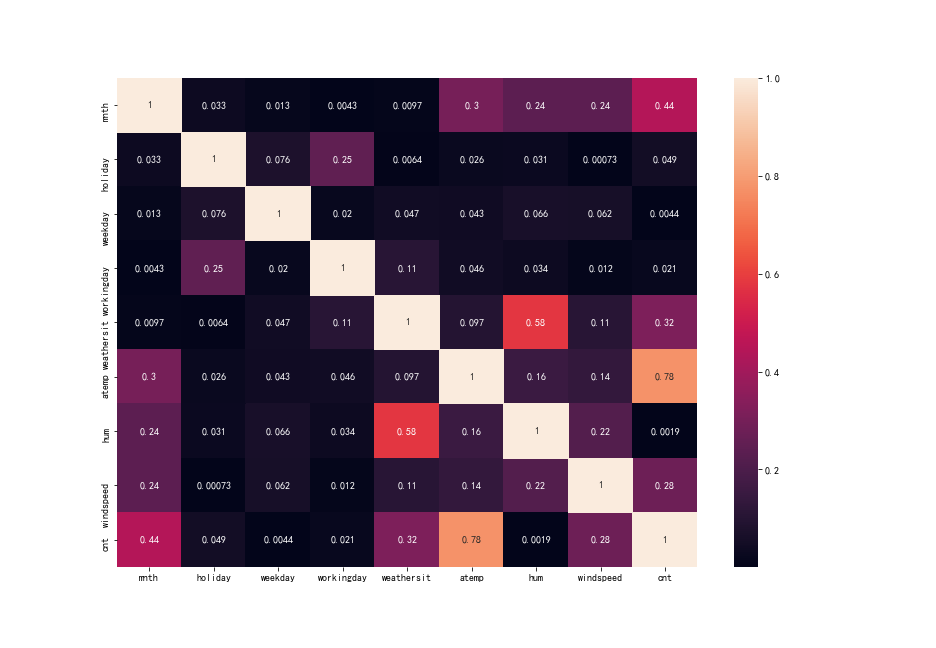 mnth 1 0.033 0.013 0.0043 0.0097 0.3 0.24 0.24 0.44
holiday 0.033 1 0.076 0.25 0.0064 0.026 0.031 0.00073 0.049
weekday 0.013 0.076 1 0.02 0.047 0.043 0.066 0.062 0.0044
workingday 0.0043 0.25 0.02 1 0.11 0.046 0.034 0.012 0.021
weathersit 0.0097 0.0064 0.047 0.11 1 0.097 0.58 0.11 0.32
atemp 0.3 0.026 0.043 0.046 0.097 1 0.16 0.14 0.78
hum 0.24 0.031 0.066 0.034 0.58 0.16 1 0.22 0.0019
windspeed 0.24 0.00073 0.062 0.012 0.11 0.14 0.22 1 0.28
cnt 0.44 0.049 0.0044 0.021 0.32 0.78 0.0019 0.28 1
mnth holiday weekday workingday weathersit atemp hum windspeed cnt
1.0
0.8
0.6
0.4
0.2